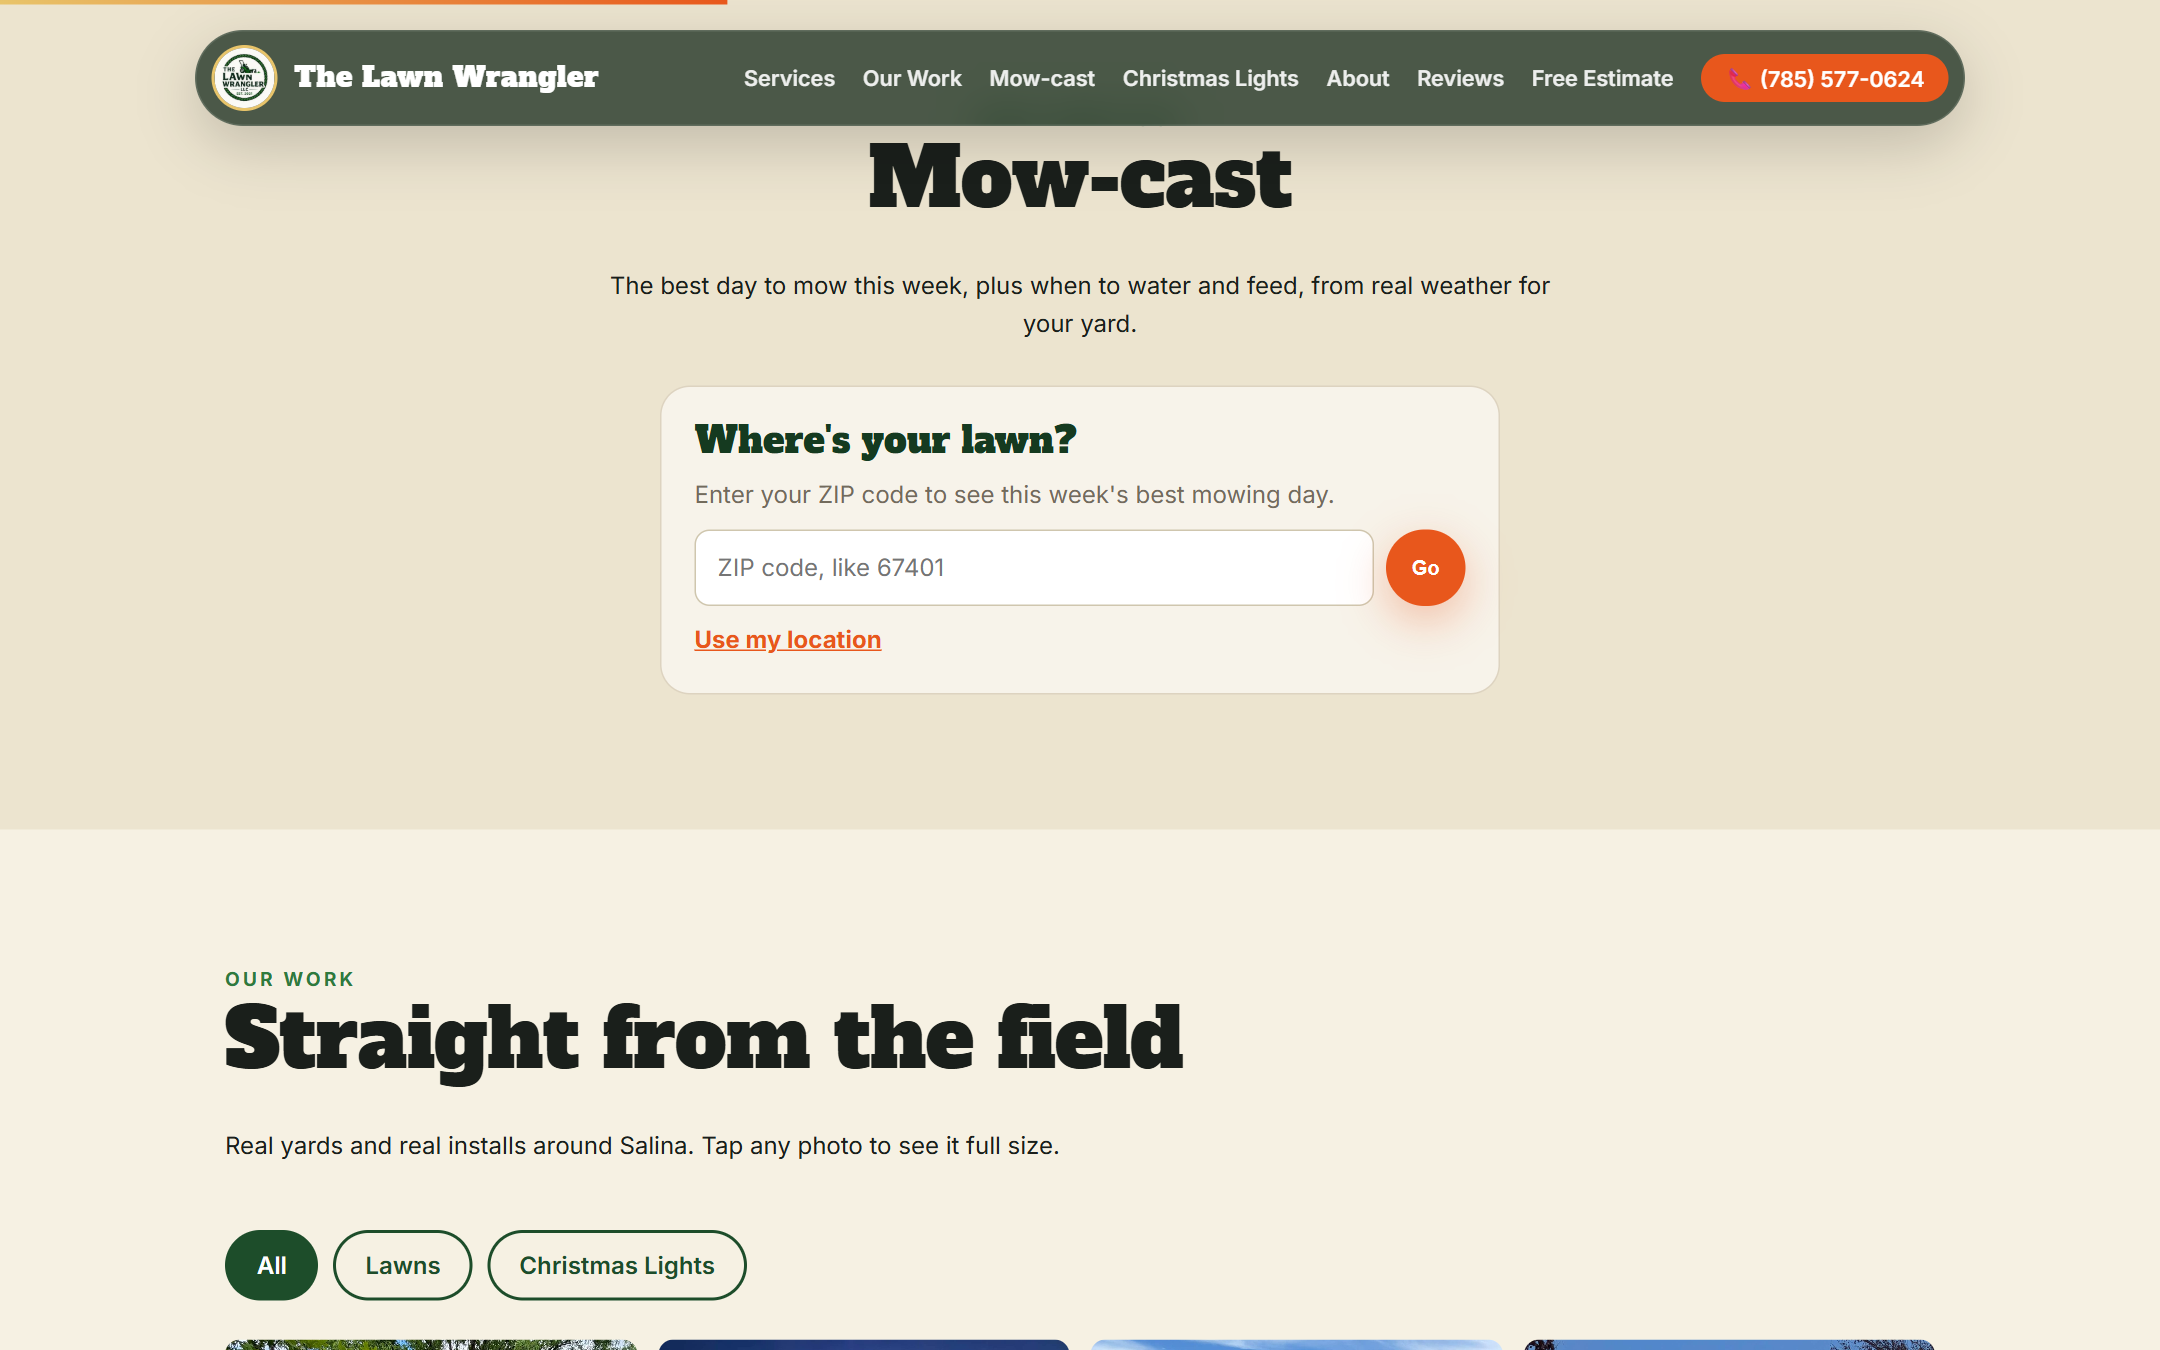 THE LAWN WRANGLER LLC
The Lawn Wrangler
Services
Our Work
Mow-cast
Christmas Lights
About
Reviews
Free Estimate
(785) 577-0624
Mow-cast
The best day to mow this week, plus when to water and feed, from real weather for
your yard.
Where's your lawn?
Enter your ZIP code to see this week's best mowing day.
ZIP code, like 67401
Go
Use my location
OUR WORK
Straight from the field
Real yards and real installs around Salina. Tap any photo to see it full size.
All
Lawns
Christmas Lights